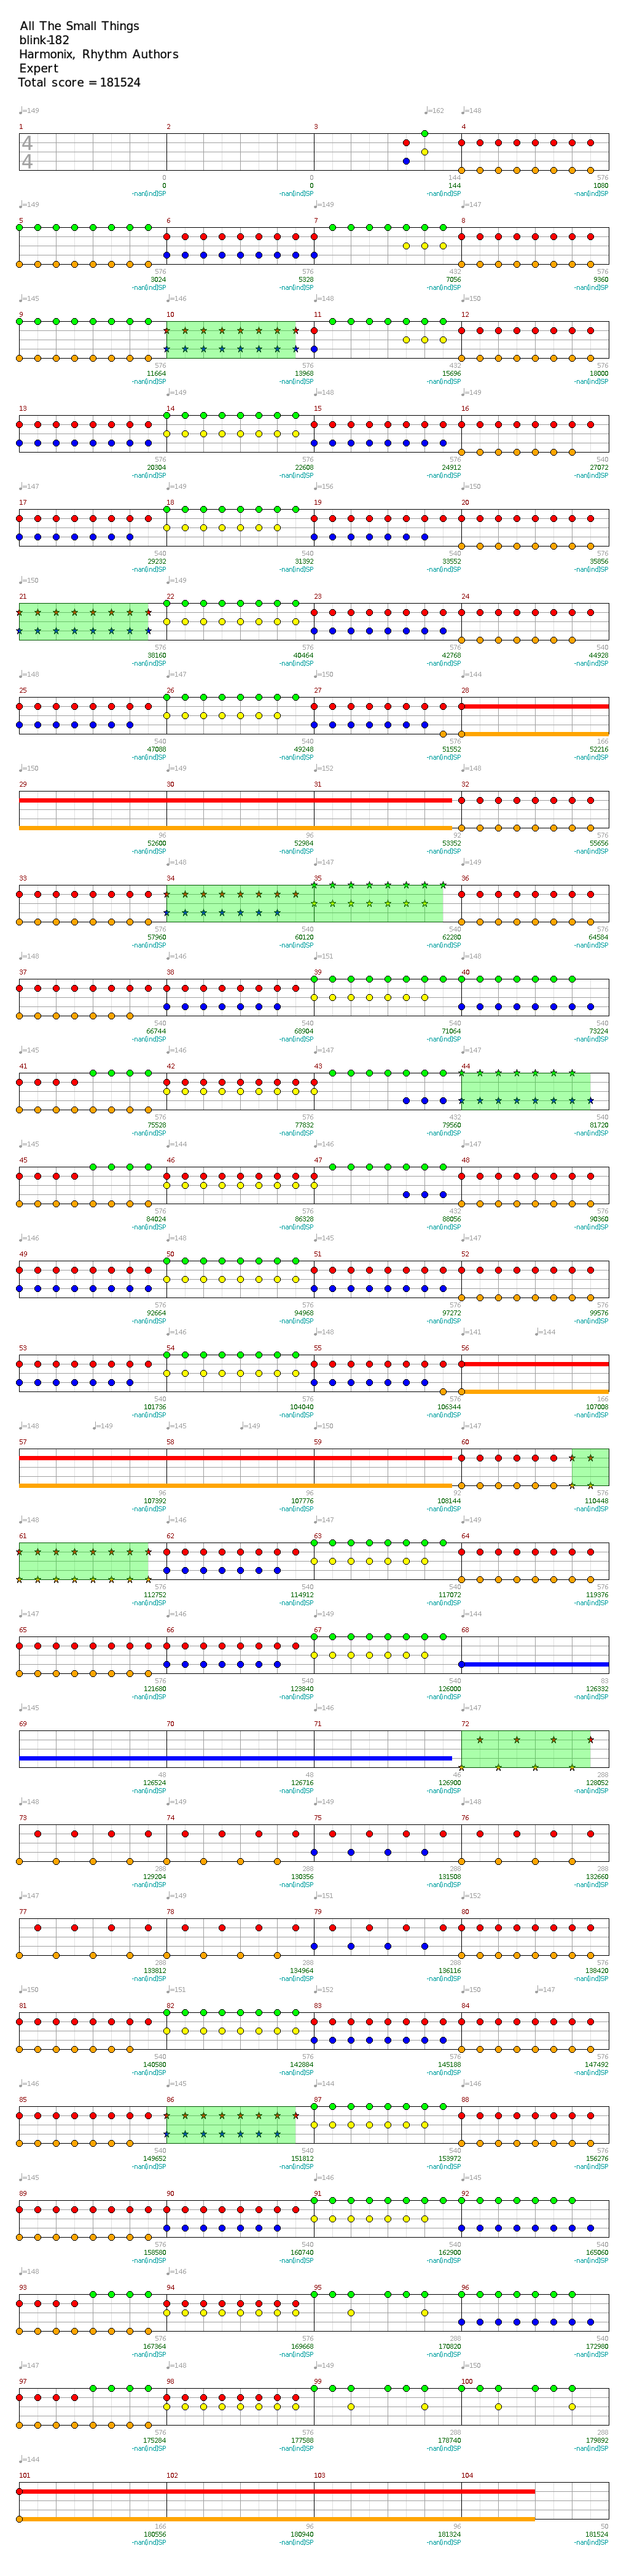 All The Small Things
blink-182
Harmonix, Rhythm Authors
Expert
Total score = 181524
♩=149 ♩=162 ♩=148
1 2 3 4
4
4
0 0 144 576
0 0 144 1080
-nan(ind)SP -nan(ind)SP -nan(ind)SP -nan(ind)SP
♩=149 ♩=149 ♩=147
5 6 7 8
576 576 432 576
3024 5328 7056 9360
-nan(ind)SP -nan(ind)SP -nan(ind)SP -nan(ind)SP
♩=145 ♩=146 ♩=148 ♩=150
9 10 11 12
576 576 432 576
11664 13968 15696 18000
-nan(ind)SP -nan(ind)SP -nan(ind)SP -nan(ind)SP
♩=149 ♩=148 ♩=149
13 14 15 16
576 576 576 540
20304 22608 24912 27072
-nan(ind)SP -nan(ind)SP -nan(ind)SP -nan(ind)SP
♩=147 ♩=149 ♩=156 ♩=150
17 18 19 20
540 540 540 576
29232 31392 33552 35856
-nan(ind)SP -nan(ind)SP -nan(ind)SP -nan(ind)SP
♩=150 ♩=149
21 22 23 24
576 576 576 540
38160 40464 42768 44928
-nan(ind)SP -nan(ind)SP -nan(ind)SP -nan(ind)SP
♩=148 ♩=147 ♩=150 ♩=144
25 26 27 28
540 540 576 166
47088 49248 51552 52216
-nan(ind)SP -nan(ind)SP -nan(ind)SP -nan(ind)SP
♩=150 ♩=149 ♩=152 ♩=148
29 30 31 32
96 96 92 576
52600 52984 53352 55656
-nan(ind)SP -nan(ind)SP -nan(ind)SP -nan(ind)SP
♩=148 ♩=147 ♩=149
33 34 35 36
576 540 540 576
57960 60120 62280 64584
-nan(ind)SP -nan(ind)SP -nan(ind)SP -nan(ind)SP
♩=148 ♩=146 ♩=151 ♩=148
37 38 39 40
540 540 540 540
66744 68904 71064 73224
-nan(ind)SP -nan(ind)SP -nan(ind)SP -nan(ind)SP
♩=145 ♩=146 ♩=147
41 42 43 44
576 576 432 540
75528 77832 79560 81720
-nan(ind)SP -nan(ind)SP -nan(ind)SP -nan(ind)SP
♩=145 ♩=144 ♩=146 ♩=147
45 46 47 48
576 576 432 576
84024 86328 88056 90360
-nan(ind)SP -nan(ind)SP -nan(ind)SP -nan(ind)SP
♩=146 ♩=148 ♩=145 ♩=147
49 50 51 52
576 576 576 576
92664 94968 97272 99576
-nan(ind)SP -nan(ind)SP -nan(ind)SP -nan(ind)SP
♩=146 ♩=148 ♩=141 ♩=144
53 54 55 56
540 576 576 166
101736 104040 106344 107008
-nan(ind)SP -nan(ind)SP -nan(ind)SP -nan(ind)SP
♩=148 ♩=149 ♩=145 ♩=149 ♩=150 ♩=147
57 58 59 60
96 96 92 576
107392 107776 108144 110448
-nan(ind)SP -nan(ind)SP -nan(ind)SP -nan(ind)SP
♩=148 ♩=146 ♩=147 ♩=149
61 62 63 64
576 540 540 576
112752 114912 117072 119376
-nan(ind)SP -nan(ind)SP -nan(ind)SP -nan(ind)SP
♩=147 ♩=146 ♩=149 ♩=144
65 66 67 68
576 540 540 83
121680 123840 126000 126332
-nan(ind)SP -nan(ind)SP -nan(ind)SP -nan(ind)SP
♩=145 ♩=146 ♩=147
69 70 71 72
48 48 46 288
126524 126716 126900 128052
-nan(ind)SP -nan(ind)SP -nan(ind)SP -nan(ind)SP
♩=148 ♩=149 ♩=149 ♩=148
73 74 75 76
288 288 288 288
129204 130356 131508 132660
-nan(ind)SP -nan(ind)SP -nan(ind)SP -nan(ind)SP
♩=147 ♩=149 ♩=151 ♩=152
77 78 79 80
288 288 288 576
133812 134964 136116 138420
-nan(ind)SP -nan(ind)SP -nan(ind)SP -nan(ind)SP
♩=150 ♩=151 ♩=152 ♩=150 ♩=147
81 82 83 84
540 576 576 576
140580 142884 145188 147492
-nan(ind)SP -nan(ind)SP -nan(ind)SP -nan(ind)SP
♩=146 ♩=145 ♩=144 ♩=146
85 86 87 88
540 540 540 576
149652 151812 153972 156276
-nan(ind)SP -nan(ind)SP -nan(ind)SP -nan(ind)SP
♩=145 ♩=146 ♩=145
89 90 91 92
576 540 540 540
158580 160740 162900 165060
-nan(ind)SP -nan(ind)SP -nan(ind)SP -nan(ind)SP
♩=148 ♩=146
93 94 95 96
576 576 288 540
167364 169668 170820 172980
-nan(ind)SP -nan(ind)SP -nan(ind)SP -nan(ind)SP
♩=147 ♩=148 ♩=149 ♩=150
97 98 99 100
576 576 288 288
175284 177588 178740 179892
-nan(ind)SP -nan(ind)SP -nan(ind)SP -nan(ind)SP
♩=144
101 102 103 104
166 96 96 50
180556 180940 181324 181524
-nan(ind)SP -nan(ind)SP -nan(ind)SP -nan(ind)SP